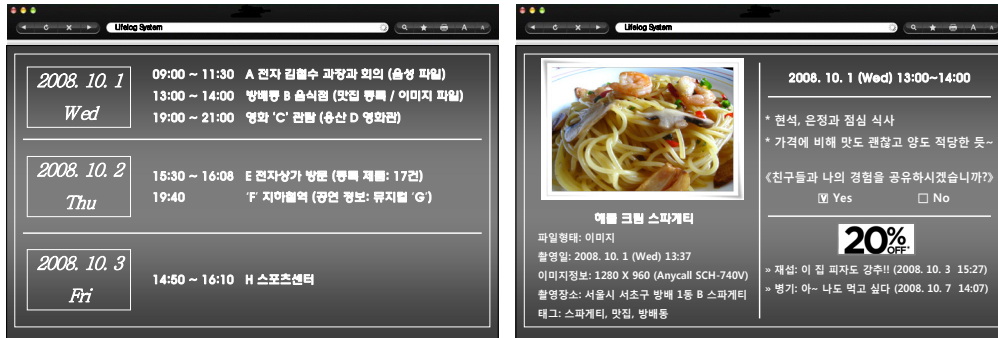 Lifelog System
2008. 10. 1
Wed
09:00 ~ 11:30 A 전자 김철수 과장과 회의 (음성 파일)
13:00 ~ 14:00 방배동 B 음식점 (맛집 등록 / 이미지 파일)
19:00 ~ 21:00 영화 'C' 관람 (용산 D 영화관)
2008. 10. 2
Thu
15:30 ~ 16:08 E 전자상가 방문 (등록 제품: 17건)
19:40 'F' 지하철역 (공연 정보: 뮤지컬 'G')
2008. 10. 3
Fri
14:50 ~ 16:10 H 스포츠센터
Lifelog System
해물 크림 스파게티
파일형태: 이미지
촬영일: 2008. 10. 1 (Wed) 13:37
이미지정보: 1280 X 960 (Anycall SCH-740V)
촬영장소: 서울시 서초구 방배 1동 B 스파게티
태그: 스파게티, 맛집, 방배동
2008. 10. 1 (Wed) 13:00~14:00
* 현석, 은정과 점심 식사
* 가격에 비해 맛도 괜찮고 양도 적당한 듯~
《친구들과 나의 경험을 공유하시겠습니까?》
Yes No
20% OFF*
» 재섭: 이 집 피자도 강추!! (2008. 10. 3 15:27)
» 병기: 아~ 나도 먹고 싶다 (2008. 10. 7 14:07)